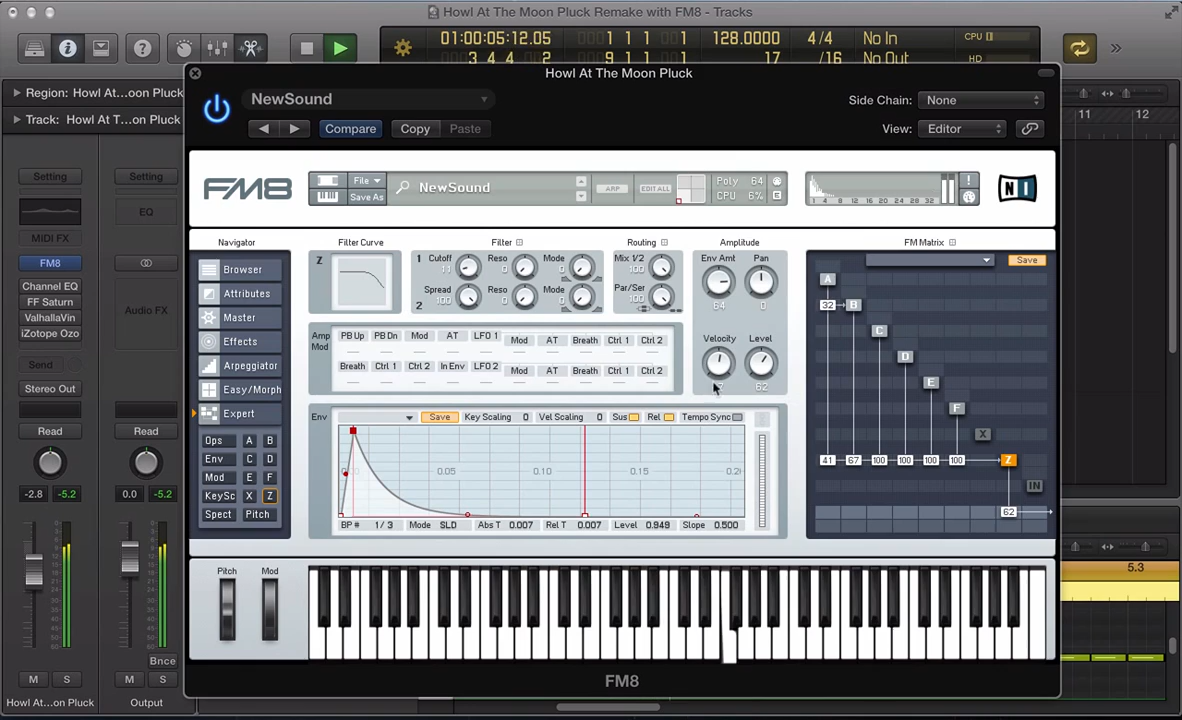 Howl At The Moon Pluck Remake with FM8 - Tracks
01:00:05:12.05 1 1 1 1 128.0000 4/4 No In CPU
3 4 4 2 9 1 1 1 17 /16 No Out HD
Howl At The Moon Pluck
Region: Howl At...oon Pluck
Track: Howl At T...on Pluck
11 12
NewSound
Side Chain: None
Compare Copy Paste
View: Editor
Setting Setting
EQ
MIDI FX
FM8
Channel EQ
FF Saturn
ValhallaVin
iZotope Ozo
Audio FX
Send
Stereo Out
Read Read
-2.8 -5.2 0.0 -5.2
Bnce
M S M S
Howl At...on Pluck Output
FM8
File
Save As
NewSound
ARP
EDIT ALL
Poly 64
CPU 6%
1 4 8 12 16 20 24 28 32
NI
Navigator
Browser
Attributes
Master
Effects
Arpeggiator
Easy/Morph
Expert
Ops A B
Env C D
Mod E F
KeySc X Z
Spect Pitch
Filter Curve Filter Routing Amplitude FM Matrix
Z
1 Cutoff 11 Reso 0 Mode 0
Spread 100 Reso 0 Mode 0
2
Mix 1/2 100
Par/Ser 100
Env Amt 64 Pan 0
Velocity Level 62
Save
Amp Mod
PB Up PB Dn Mod AT LFO 1 Mod AT Breath Ctrl 1 Ctrl 2
Breath Ctrl 1 Ctrl 2 In Env LFO 2 Mod AT Breath Ctrl 1 Ctrl 2
Env Save Key Scaling 0 Vel Scaling 0 Sus Rel Tempo Sync
0.05 0.10 0.15
BP # 1 / 3 Mode SLD Abs T 0.007 Rel T 0.007 Level 0.949 Slope 0.500
A
32 B
C
D
E
F
X
41 67 100 100 100 100 Z
IN
62
5.3
Pitch Mod
FM8